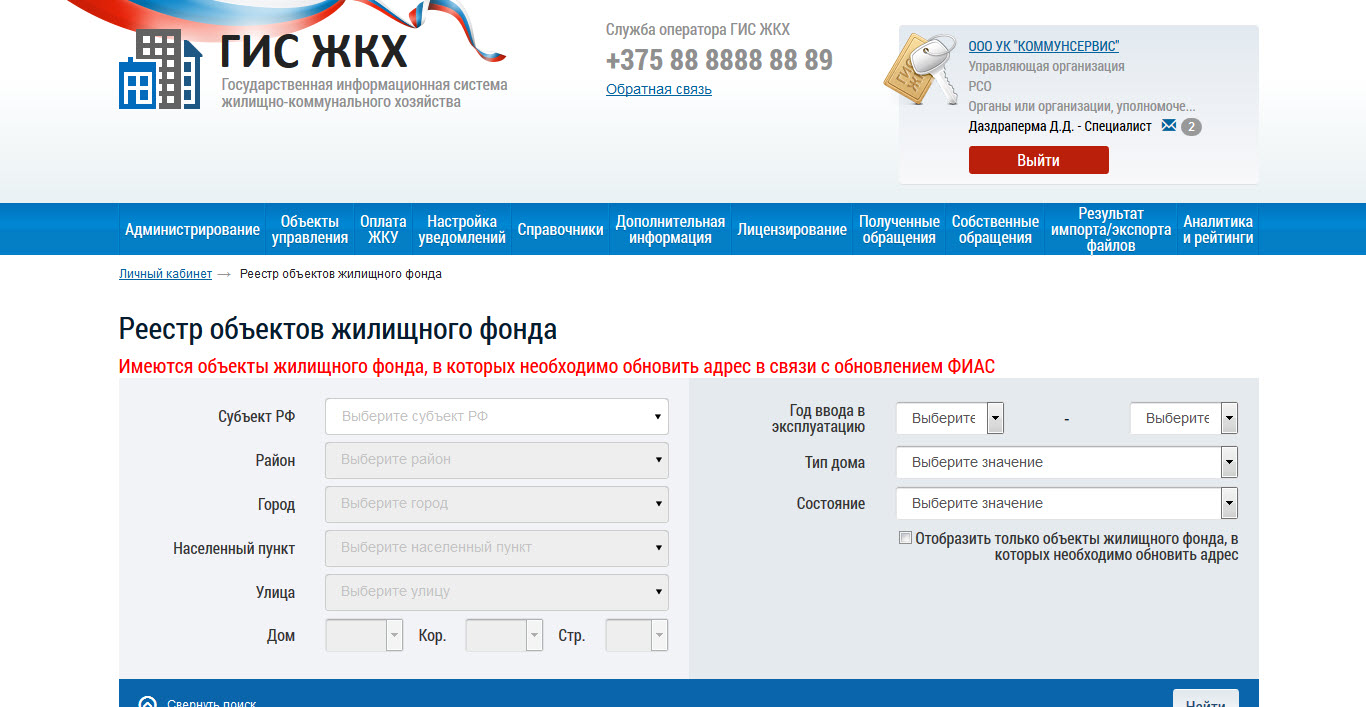 ГИС ЖКХ
Государственная информационная система
жилищно-коммунального хозяйства
Служба оператора ГИС ЖКХ
+375 88 8888 88 89
Обратная связь
ГИС
ЖК
ООО УК "КОММУНСЕРВИС"
Управляющая организация
РСО
Органы или организации, уполномоче...
Даздраперма Д.Д. - Специалист 2
Выйти
Администрирование
Объекты
управления
Оплата
ЖКУ
Настройка
уведомлений
Справочники
Дополнительная
информация
Лицензирование
Полученные
обращения
Собственные
обращения
Результат
импорта/экспорта
файлов
Аналитика
и рейтинги
Личный кабинет → Реестр объектов жилищного фонда
Реестр объектов жилищного фонда
Имеются объекты жилищного фонда, в которых необходимо обновить адрес в связи с обновлением ФИАС
Субъект РФ Выберите субъект РФ
Район Выберите район
Город Выберите город
Населенный пункт Выберите населенный пункт
Улица Выберите улицу
Дом Кор. Стр.
Год ввода в
эксплуатацию
Выберите - Выберите
Тип дома Выберите значение
Состояние Выберите значение
Отобразить только объекты жилищного фонда, в
которых необходимо обновить адрес
Свернуть поиск
Найти